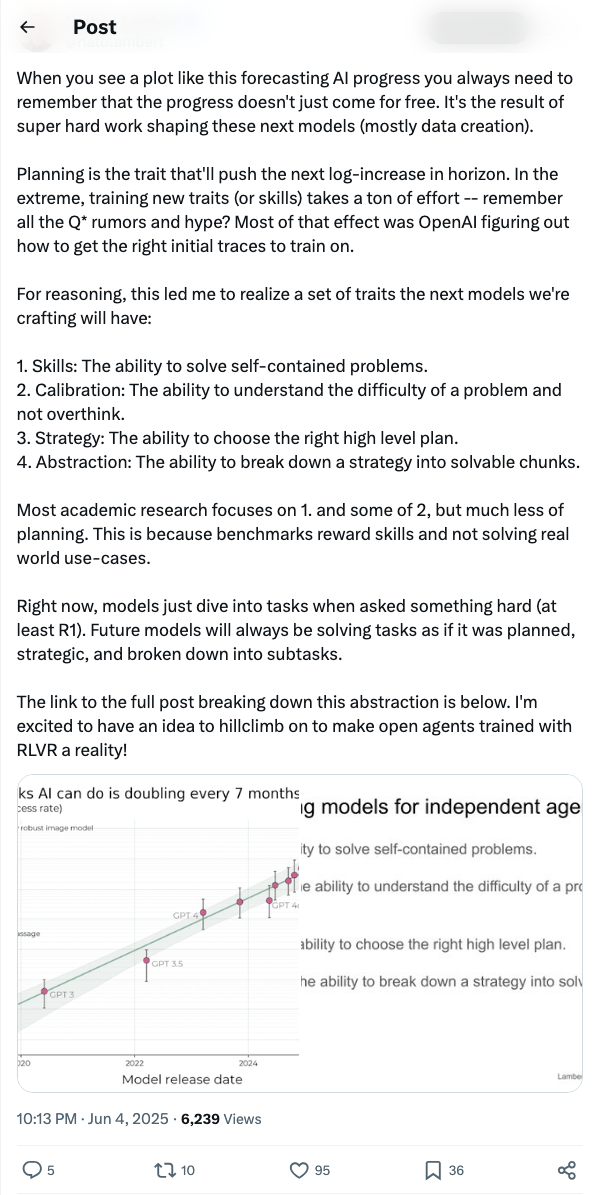 Post
When you see a plot like this forecasting AI progress you always need to
remember that the progress doesn't just come for free. It's the result of
super hard work shaping these next models (mostly data creation).
Planning is the trait that'll push the next log-increase in horizon. In the
extreme, training new traits (or skills) takes a ton of effort -- remember
all the Q* rumors and hype? Most of that effect was OpenAI figuring out
how to get the right initial traces to train on.
For reasoning, this led me to realize a set of traits the next models we're
crafting will have:
1. Skills: The ability to solve self-contained problems.
2. Calibration: The ability to understand the difficulty of a problem and
not overthink.
3. Strategy: The ability to choose the right high level plan.
4. Abstraction: The ability to break down a strategy into solvable chunks.
Most academic research focuses on 1. and some of 2, but much less of
planning. This is because benchmarks reward skills and not solving real
world use-cases.
Right now, models just dive into tasks when asked something hard (at
least R1). Future models will always be solving tasks as if it was planned,
strategic, and broken down into subtasks.
The link to the full post breaking down this abstraction is below. I'm
excited to have an idea to hillclimb on to make open agents trained with
RLVR a reality!
ks AI can do is doubling every 7 months
cess rate)
robust image model
ssage
GPT 3
GPT 3.5
GPT 4
GPT 4o
020 2022 2024
Model release date
g models for independent age
ity to solve self-contained problems.
e ability to understand the difficulty of a pro
ability to choose the right high level plan.
he ability to break down a strategy into solv
Lambe
10:13 PM · Jun 4, 2025 · 6,239 Views
5 10 95 36